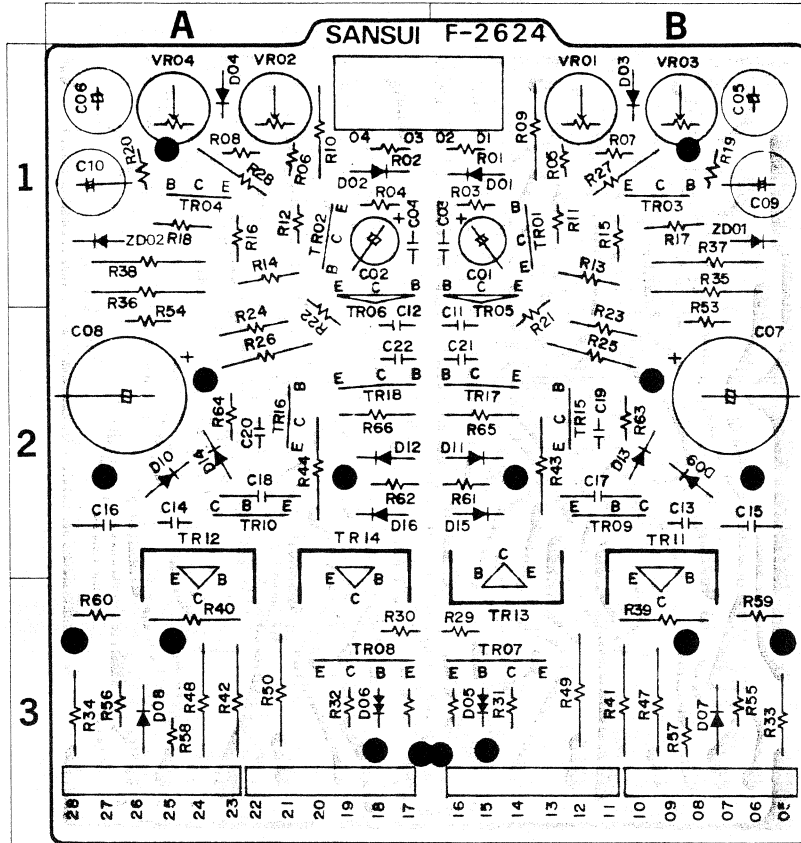 A B
SANSUI F-2624
C06 VR04 D04 VR02 VR01 D03 VR03 C05
R20 R08 R06 R10 04 03 02 01 R09 R05 R07 R19
R02 R01
C10 R28 D02 D01 R27 C09
B C E R04 R03 B C E
TR04 R12 TR02 E C B C04 C03 B C E TR01 R11 TR03
R18 R16 + + R15 R17
ZD02 ZD01
1
R38 R14 C02 C01 R13 R37
R36 E C B B C E R35
R54 R24 R22 TR06 C12 C11 TR05 R21 R23 R53
C08 R26 C22 C21 R25 C07
+ +
E C B B C E
R64 TR16 B C E TR18 TR17 B C E TR15 C19 R63
C20 R66 R65
2
D10 D14 R44 D12 D11 R43 D13 D09
C18 R62 R61 C17
C16 C14 C B E D16 D15 E B C C13 C15
TR10 TR09
TR12 TR14 C TR11
E B E B B E E B
C C C
TR13
R60 R40 R30 R29 R39 R59
TR08 TR07
E C B E E B C E
3
R34 R56 D08 R58 R48 R42 R50 R32 D06 D05 R31 R49 R41 R47 R57 D07 R55 R33
28 27 26 25 24 23 22 21 20 19 18 17 16 15 14 13 12 11 10 09 08 07 06 05